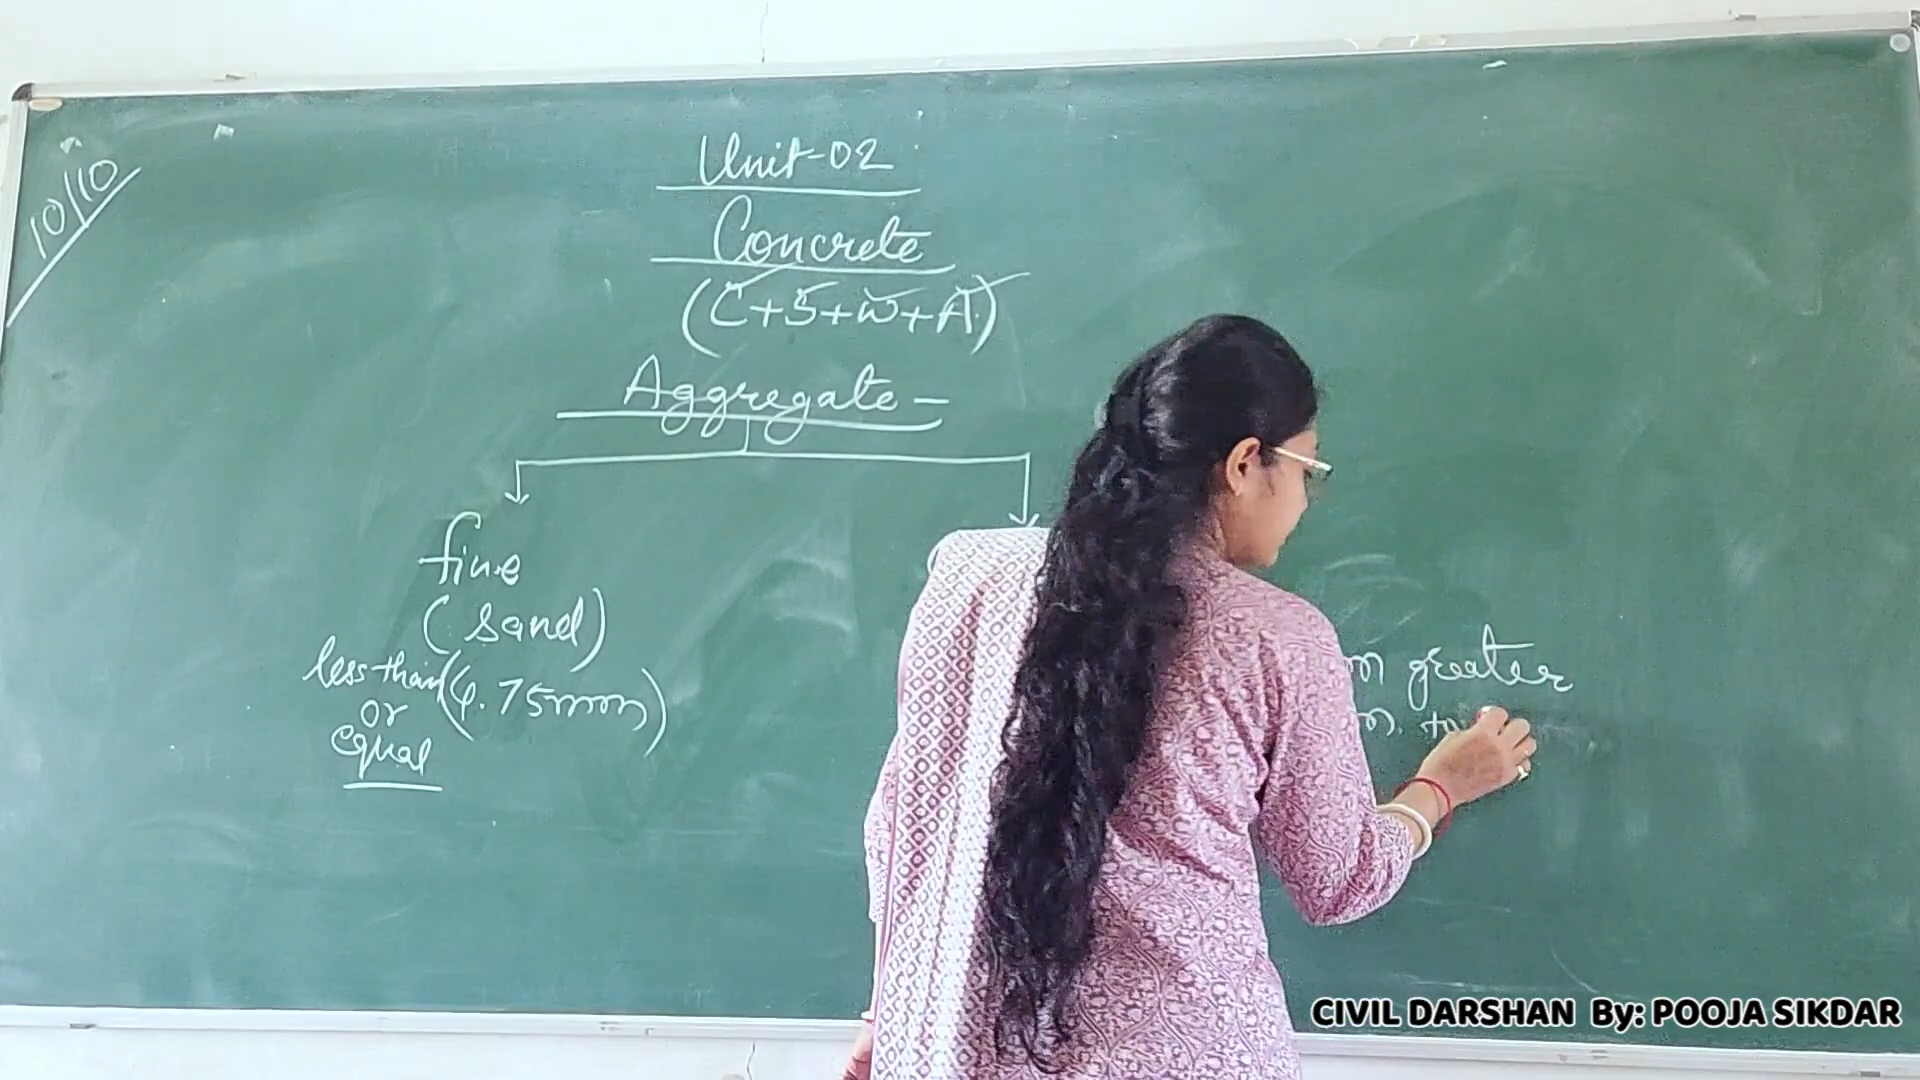 10/10
Unit-02
Concrete
(C+S+W+A)
Aggregate-
fine
(sand)
less than (4.75mm)
or
equal
greater
CIVIL DARSHAN By: POOJA SIKDAR